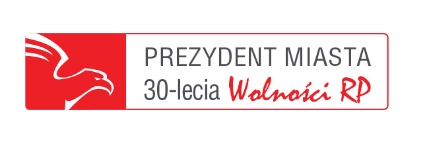 PREZYDENT MIASTA
30-lecia Wolności RP